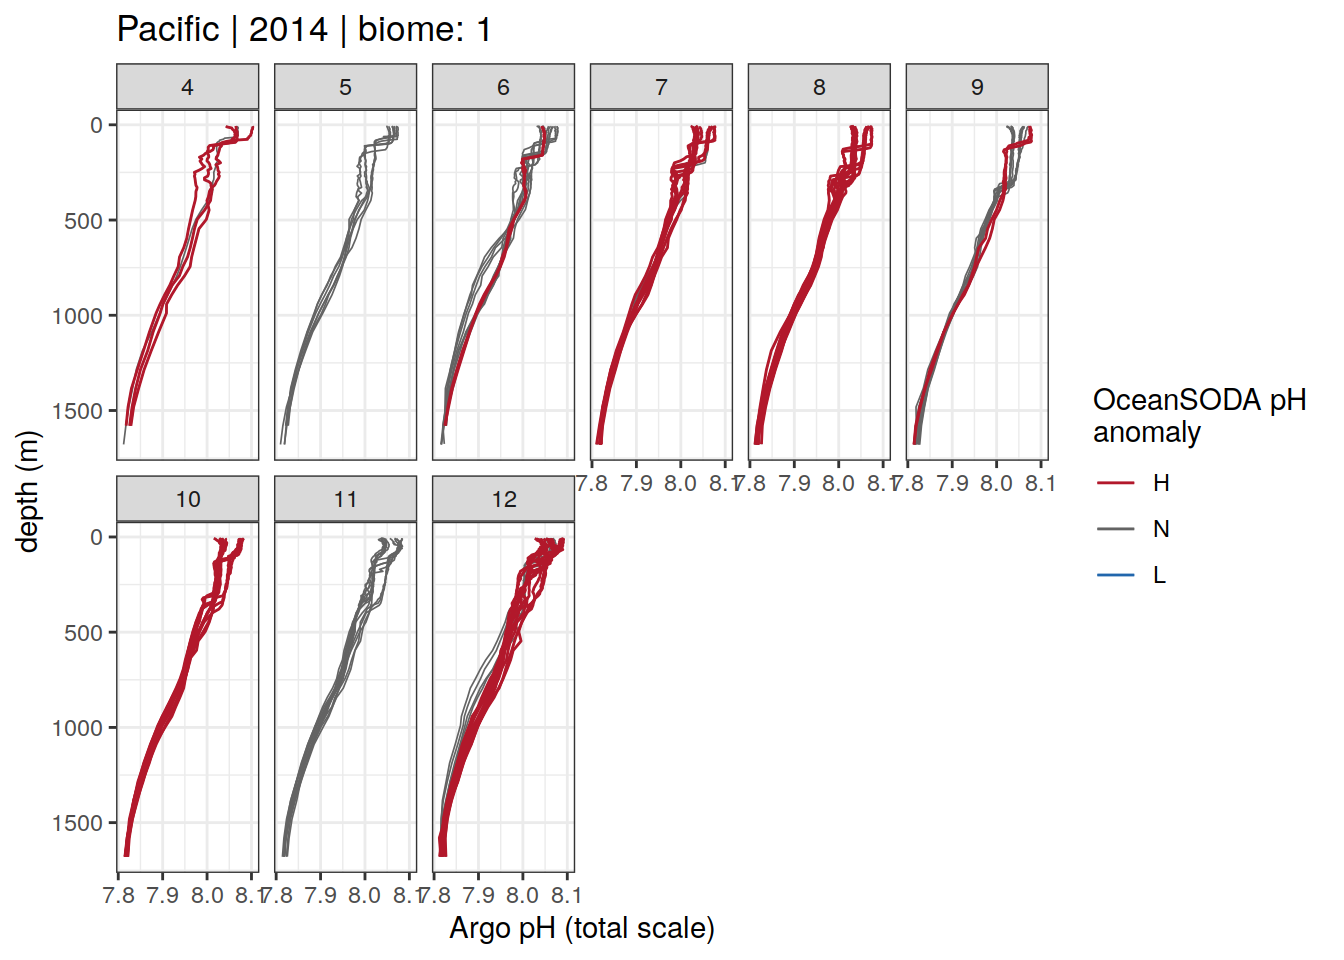 Pacific | 2014 | biome: 1
4 5 6 7 8 9
0
500
1000
1500
7.8 7.9 8.0 8.1 7.8 7.9 8.0 8.1 7.8 7.9 8.0 8.1
10 11 12
0
500
1000
1500
7.8 7.9 8.0 8.1 7.8 7.9 8.0 8.1 7.8 7.9 8.0 8.1
Argo pH (total scale)
depth (m)
OceanSODA pH
anomaly
H
N
L